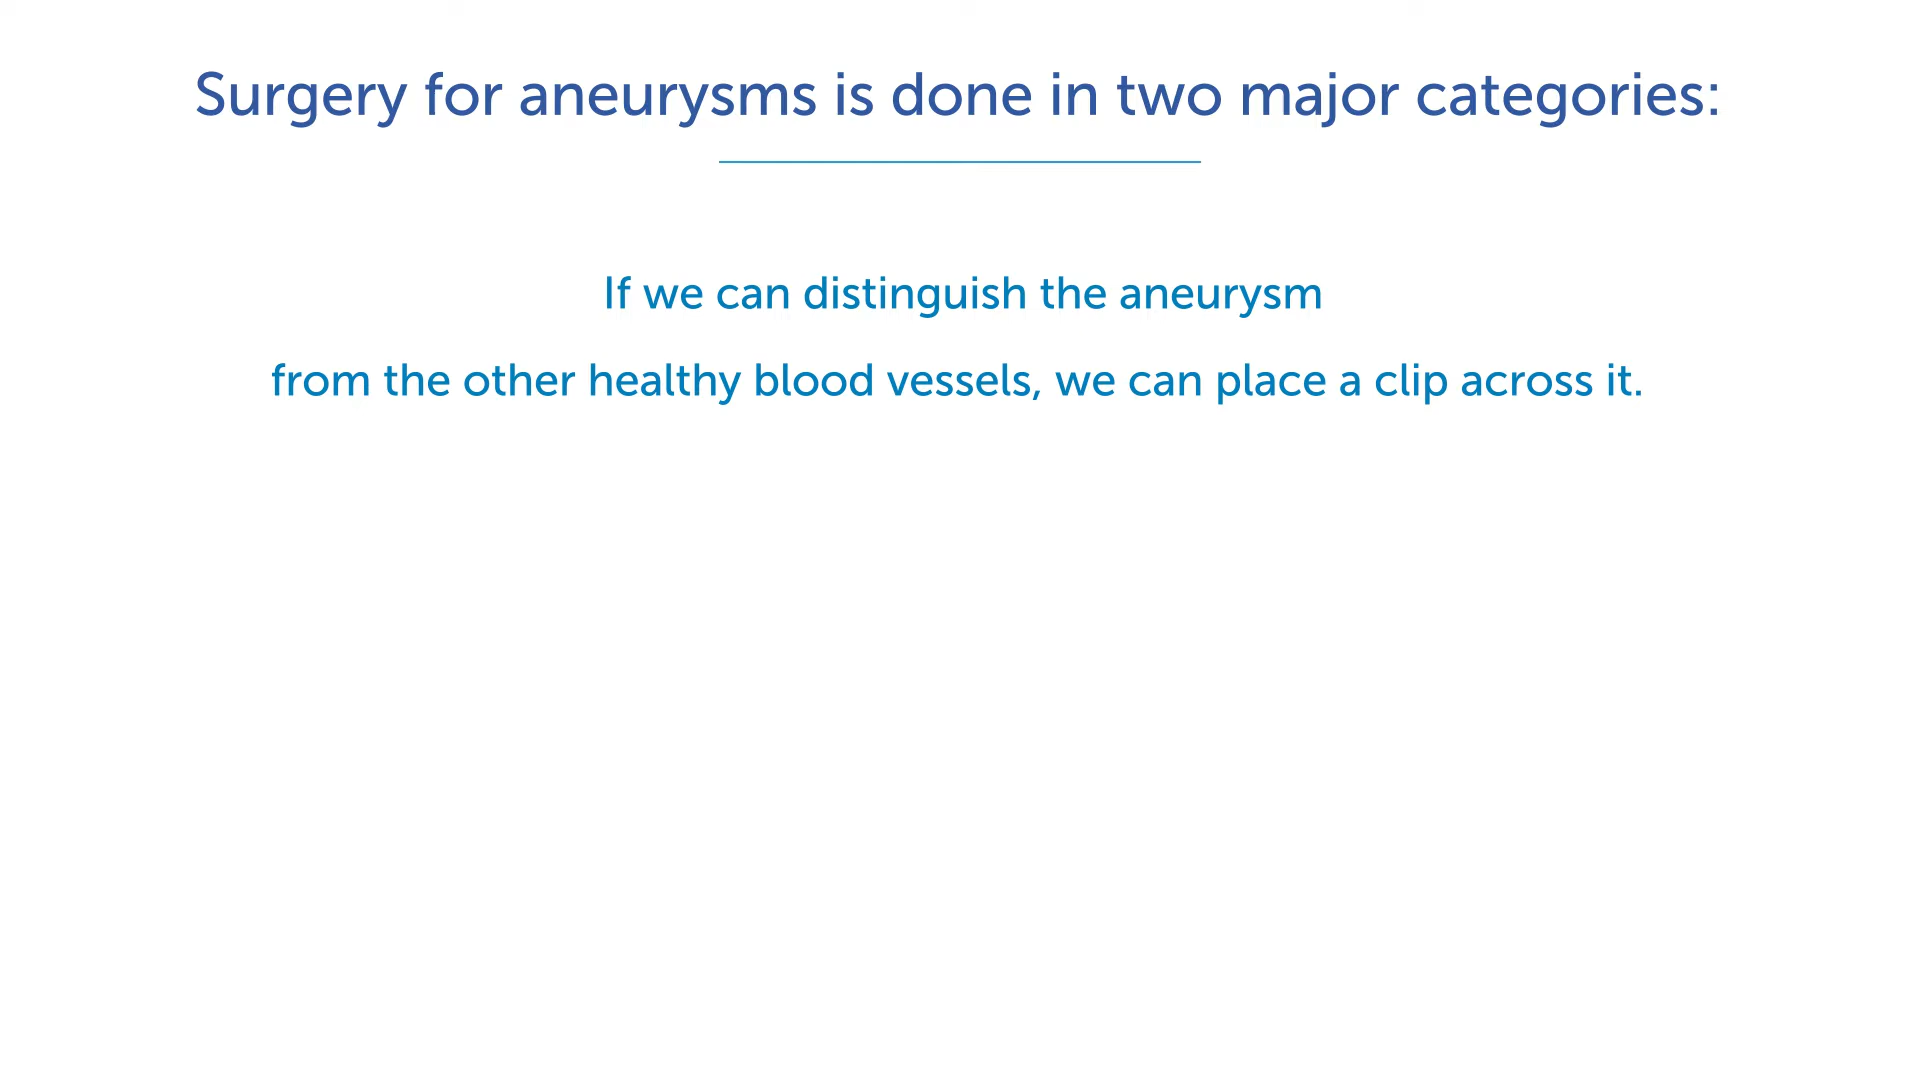 Surgery for aneurysms is done in two major categories:
If we can distinguish the aneurysm
from the other healthy blood vessels, we can place a clip across it.